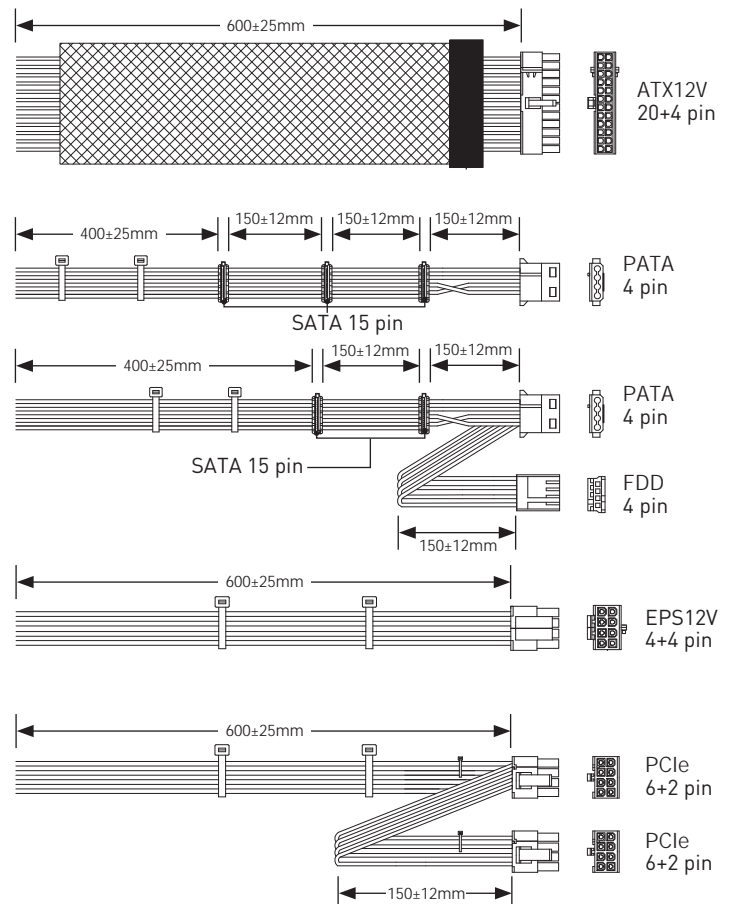 600±25mm
ATX12V
20+4 pin
400±25mm
150±12mm
150±12mm
150±12mm
PATA
4 pin
SATA 15 pin
400±25mm
150±12mm
150±12mm
PATA
4 pin
SATA 15 pin
FDD
4 pin
150±12mm
600±25mm
EPS12V
4+4 pin
600±25mm
PCIe
6+2 pin
PCIe
6+2 pin
150±12mm